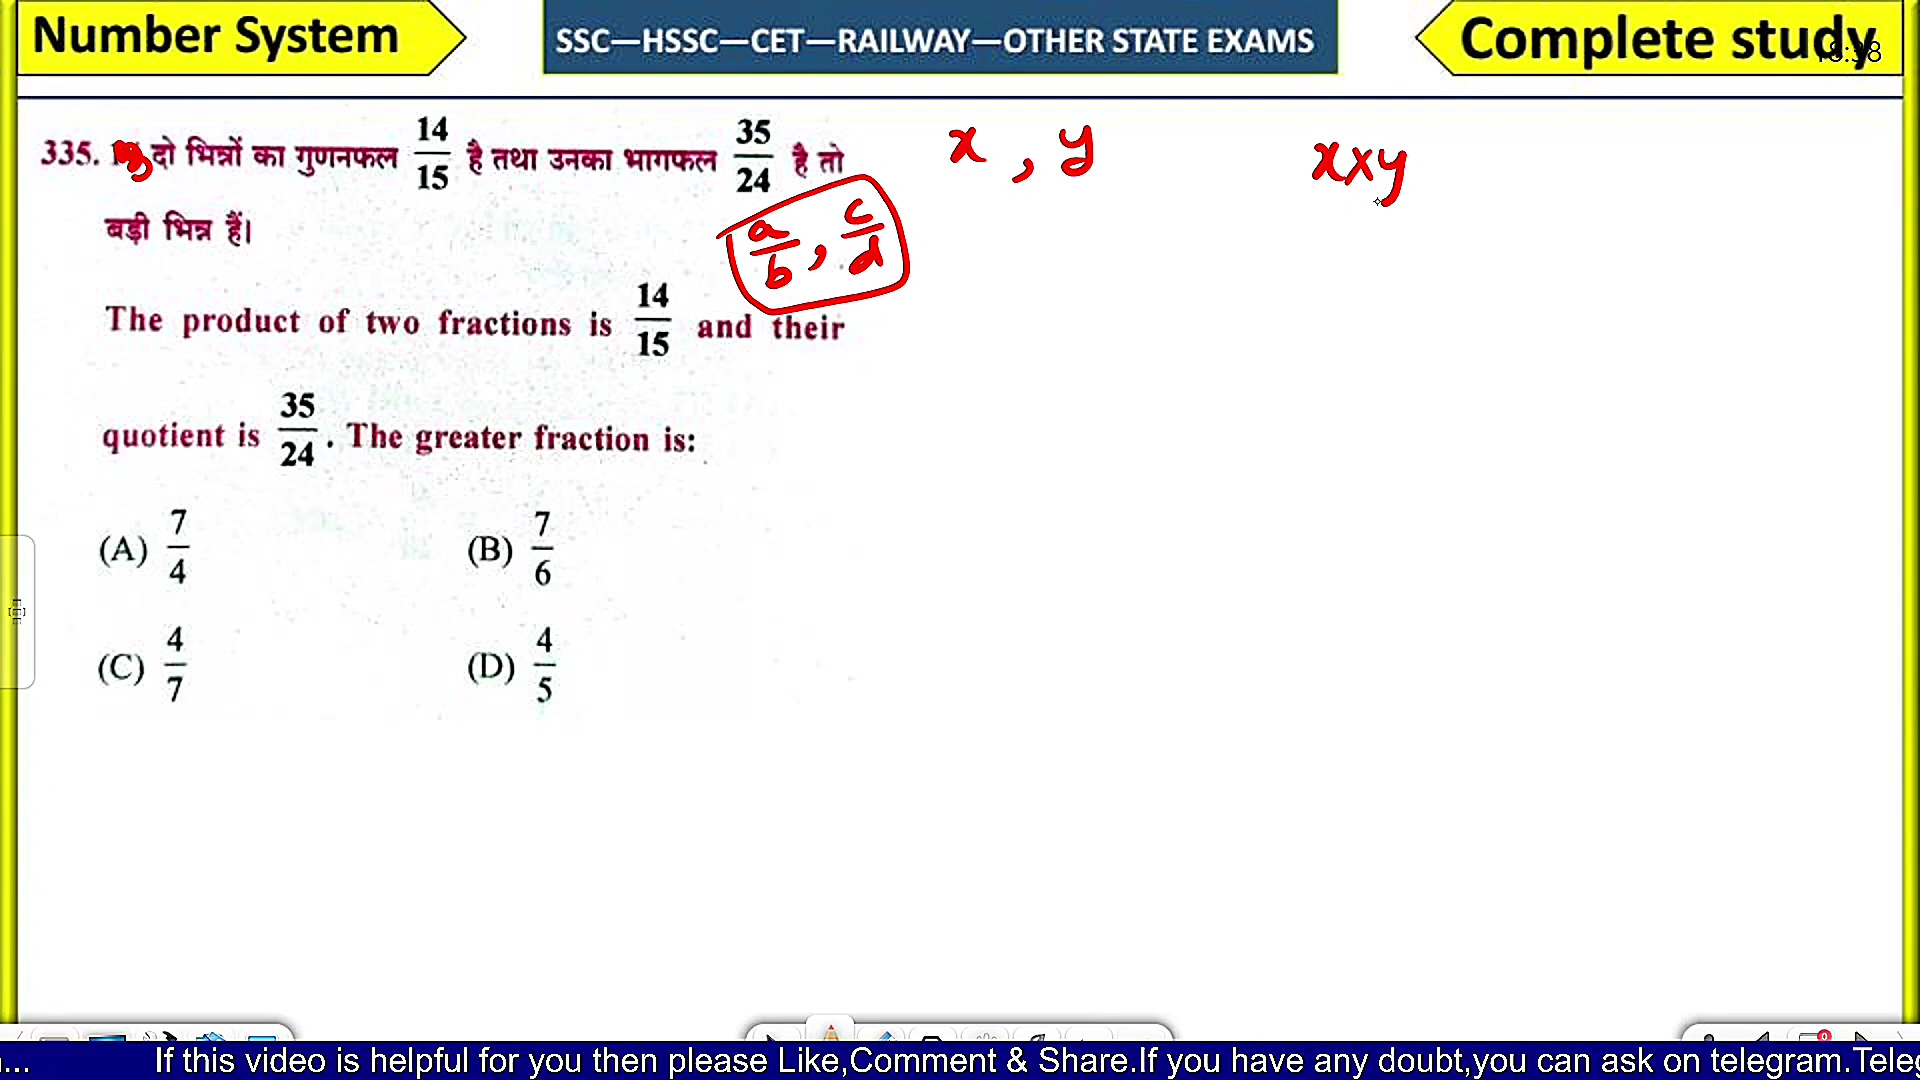 Number System
SSC—HSSC—CET—RAILWAY—OTHER STATE EXAMS
Complete study
18:38
335. दो भिन्नों का गुणनफल 14/15 है तथा उनका भागफल 35/24 है तो
बड़ी भिन्न हैं।
a/b , c/d
x , y
x×y
The product of two fractions is 14/15 and their
quotient is 35/24. The greater fraction is:
(A) 7/4 (B) 7/6
(C) 4/7 (D) 4/5
If this video is helpful for you then please Like,Comment & Share.If you have any doubt,you can ask on telegram.Teleg